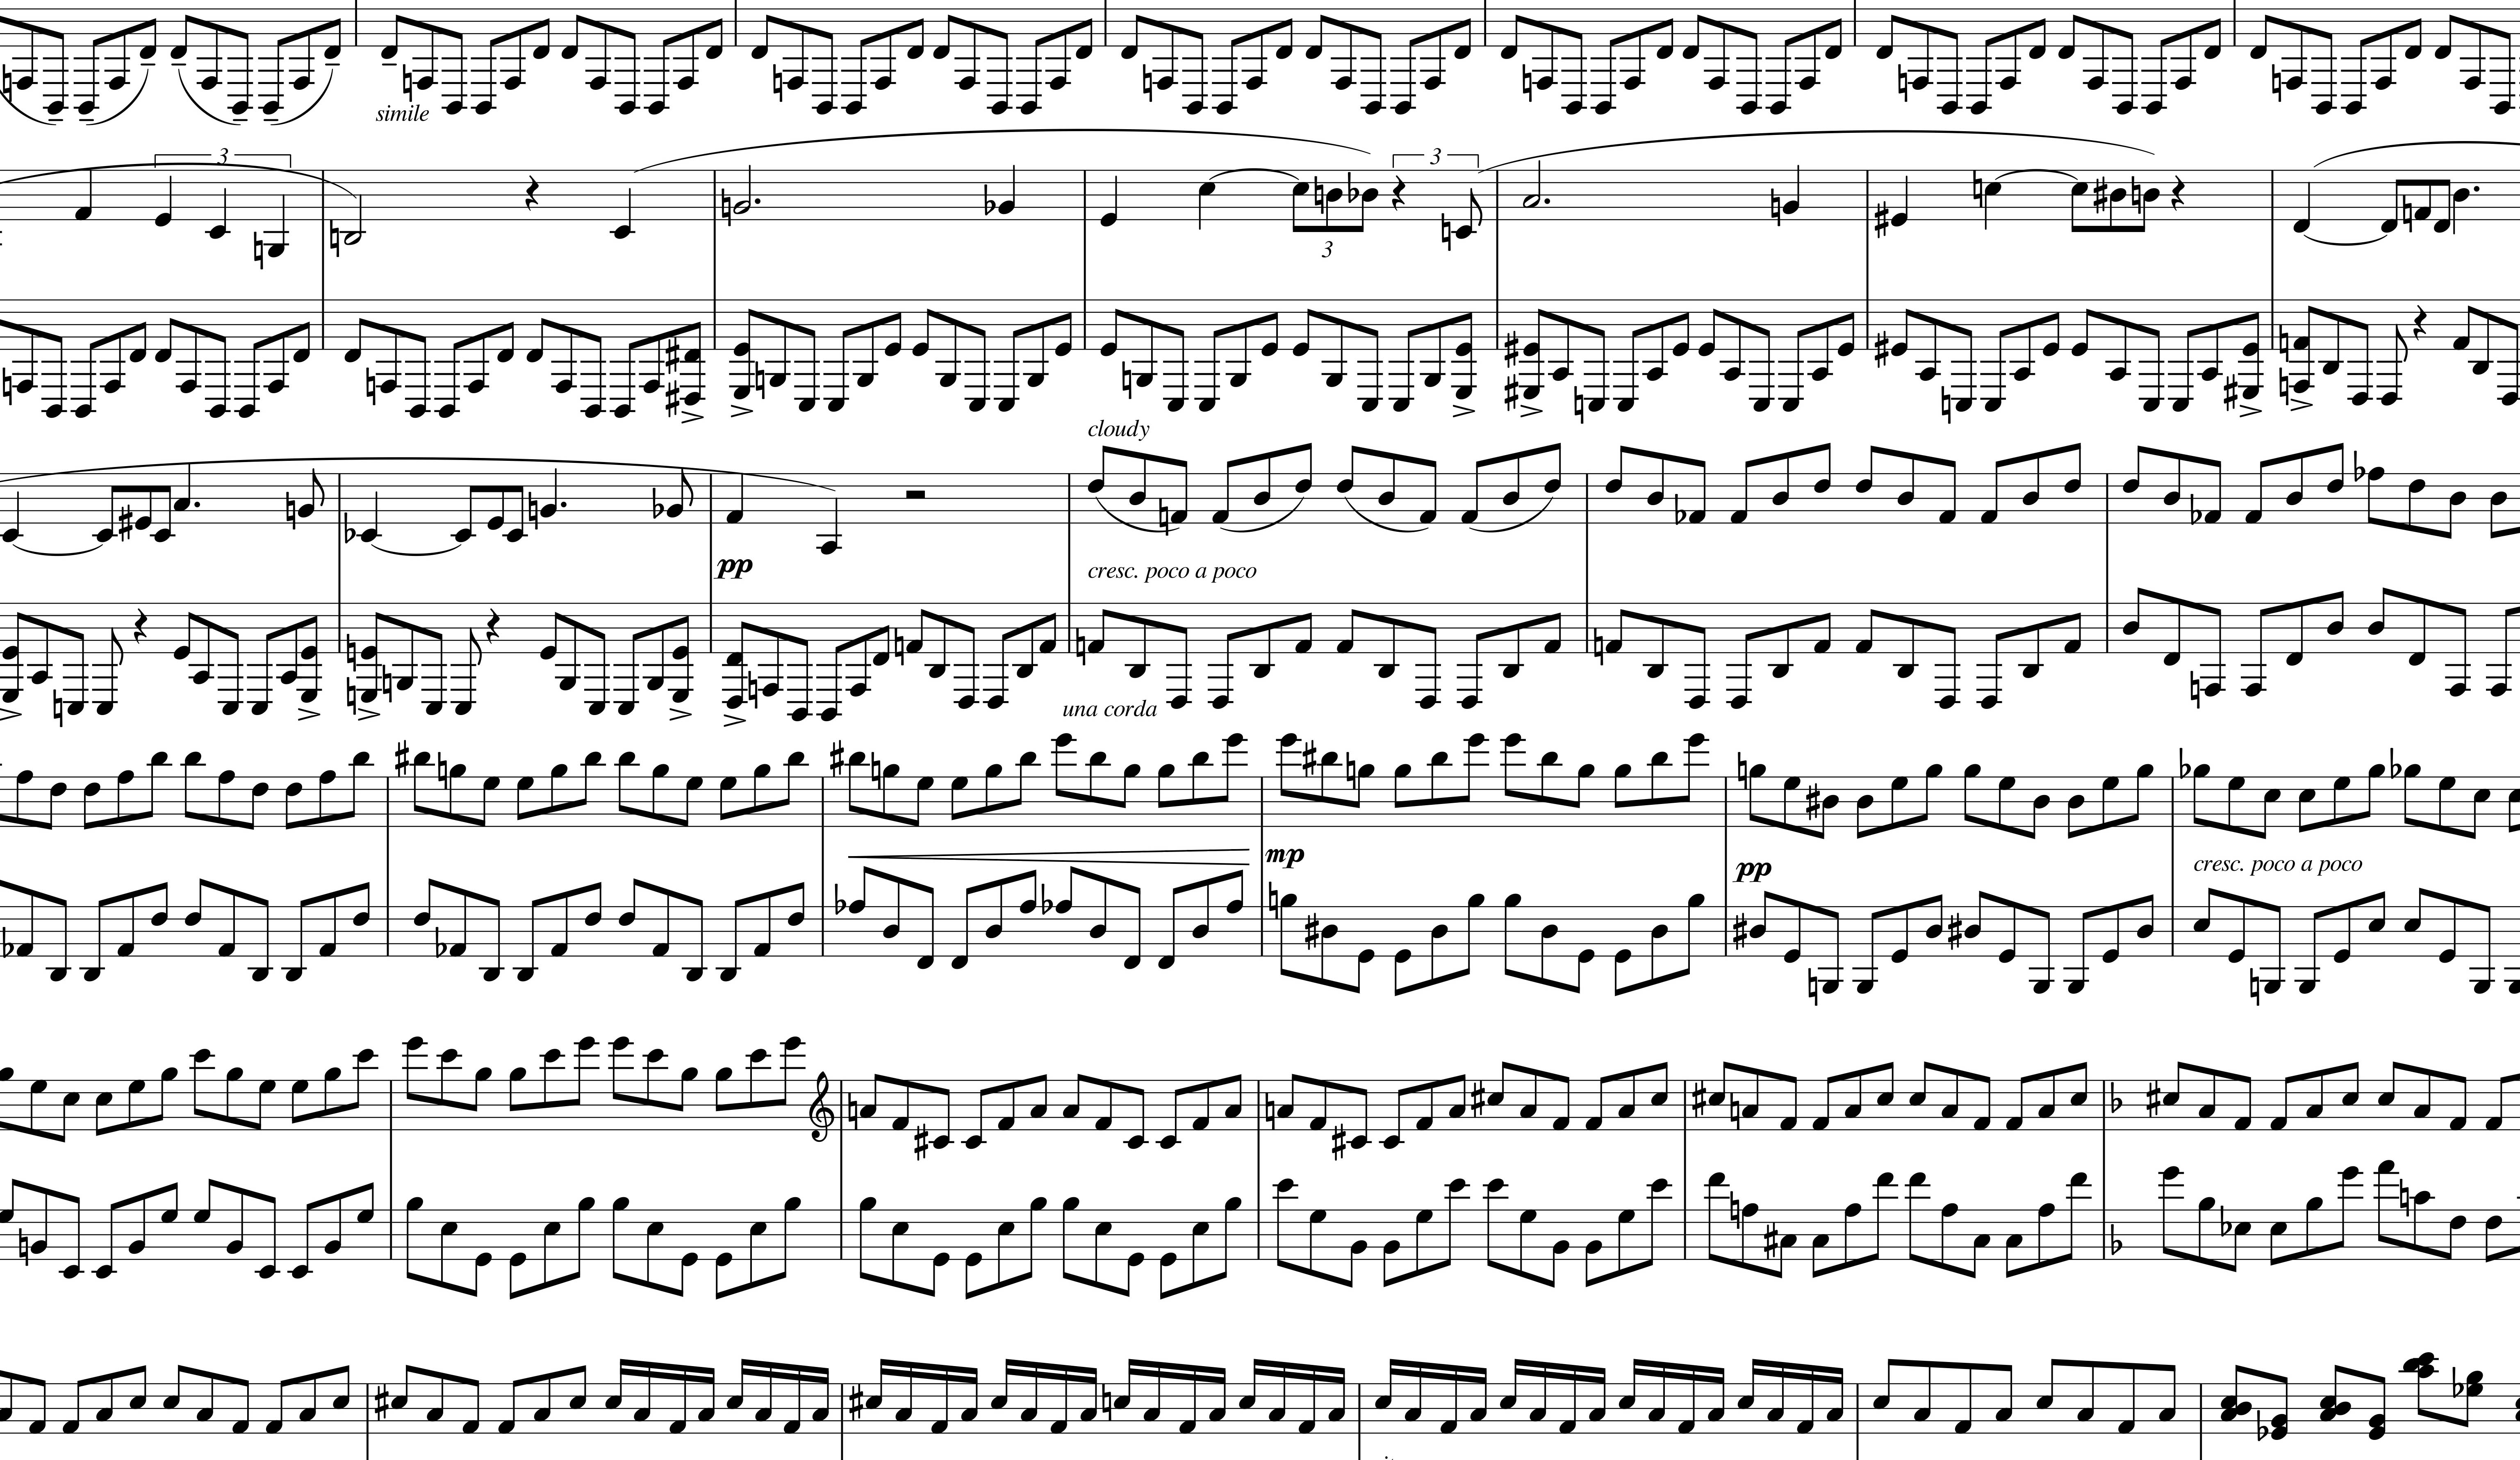 simile
3
3
3
cloudy
pp
cresc. poco a poco
una corda
mp
pp
cresc. poco a poco